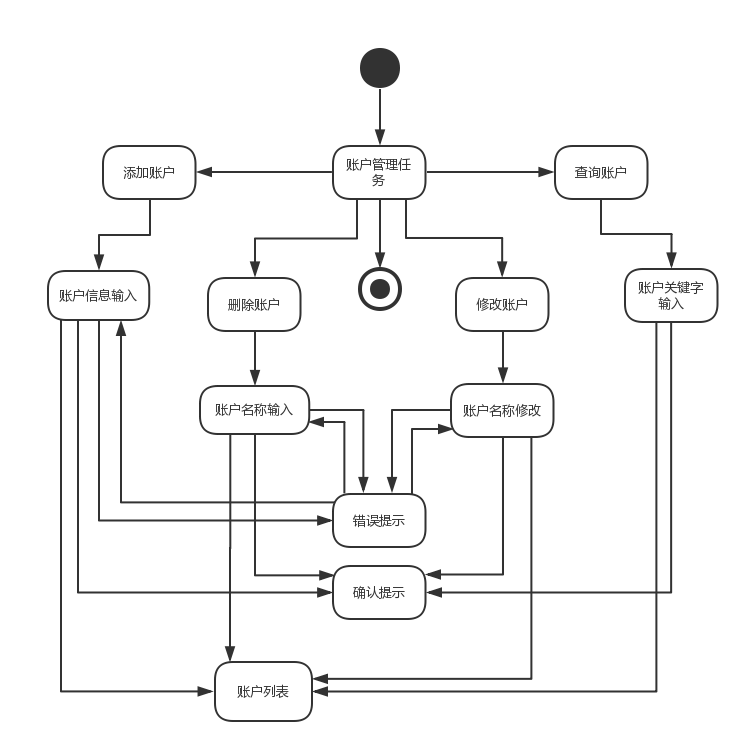 添加账户
账户管理任
务
查询账户
账户信息输入
删除账户
修改账户
账户关键字
输入
账户名称输入
账户名称修改
错误提示
确认提示
账户列表